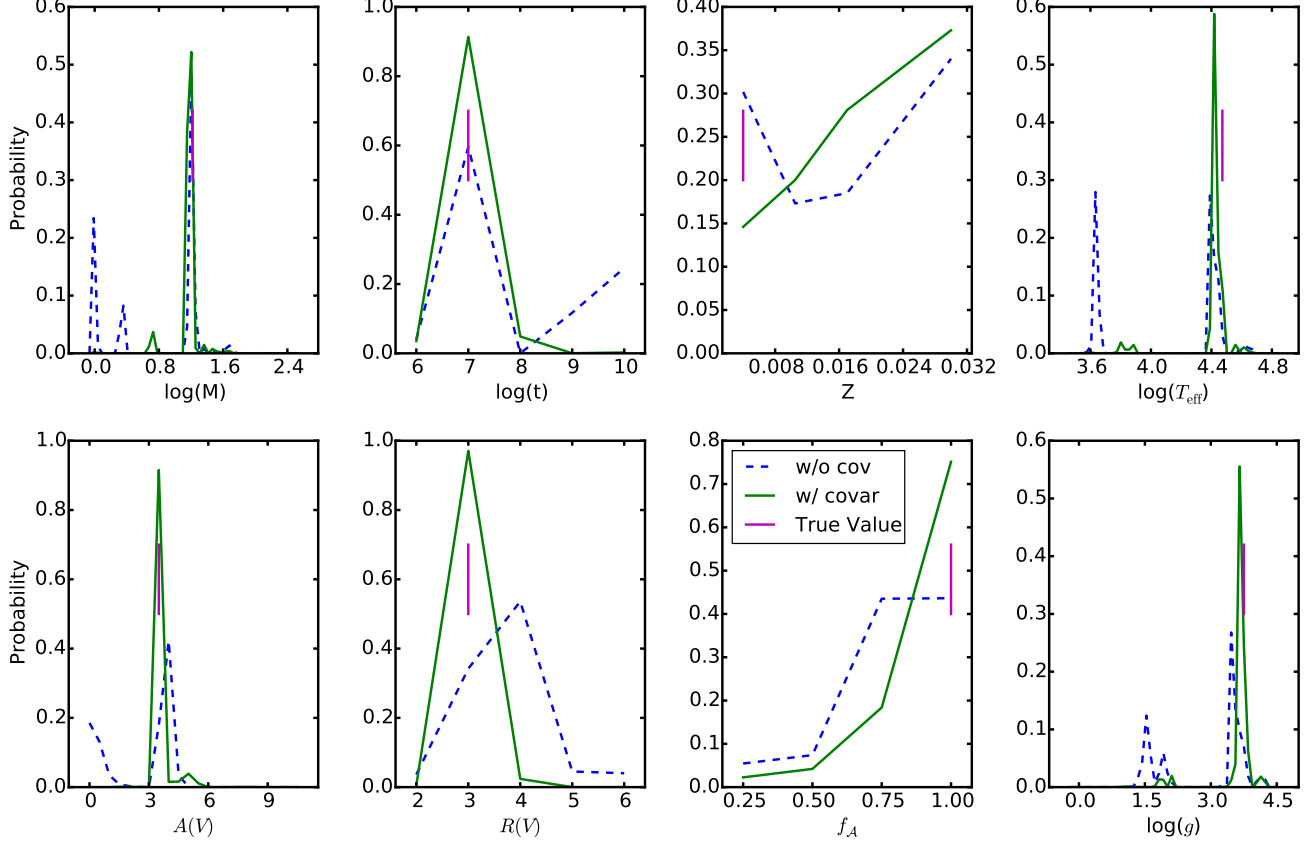 Probability
0.6
0.5
0.4
0.3
0.2
0.1
0.0
0.0 0.8 1.6 2.4
log(M)
1.0
0.8
0.6
0.4
0.2
0.0
6 7 8 9 10
log(t)
0.40
0.35
0.30
0.25
0.20
0.15
0.10
0.05
0.00
0.008 0.016 0.024 0.032
Z
0.6
0.5
0.4
0.3
0.2
0.1
0.0
3.6 4.0 4.4 4.8
log(T_eff)
Probability
1.0
0.8
0.6
0.4
0.2
0.0
0 3 6 9
A(V)
1.0
0.8
0.6
0.4
0.2
0.0
2 3 4 5 6
R(V)
0.8
0.7
0.6
0.5
0.4
0.3
0.2
0.1
0.0
w/o cov
w/ covar
True Value
0.25 0.50 0.75 1.00
f_A
0.6
0.5
0.4
0.3
0.2
0.1
0.0
0.0 1.5 3.0 4.5
log(g)